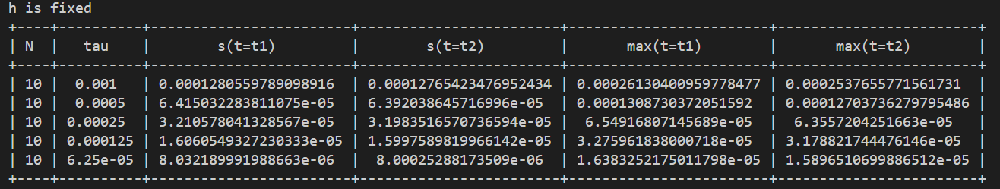 h is fixed
+----+----------+------------------------+------------------------+------------------------+------------------------+
| N  |   tau    |        s(t=t1)         |        s(t=t2)         |       max(t=t1)        |       max(t=t2)        |
+----+----------+------------------------+------------------------+------------------------+------------------------+
| 10 |  0.001   | 0.0001280559789098916  | 0.00012765423476952434 | 0.00026130400959778477 | 0.0002537655771561731  |
| 10 |  0.0005  | 6.415032283811075e-05  | 6.392038645716996e-05  | 0.0001308730372051592  | 0.00012703736279795486 |
| 10 | 0.00025  | 3.210578041328567e-05  | 3.1983516570736594e-05 |  6.54916807145689e-05  |  6.3557204251663e-05   |
| 10 | 0.000125 | 1.6060549327230333e-05 | 1.5997589819966142e-05 | 3.275961838000718e-05  | 3.178821744476146e-05  |
| 10 | 6.25e-05 | 8.032189991988663e-06  |  8.00025288173509e-06  | 1.6383252175011798e-05 | 1.5896510699886512e-05 |
+----+----------+------------------------+------------------------+------------------------+------------------------+